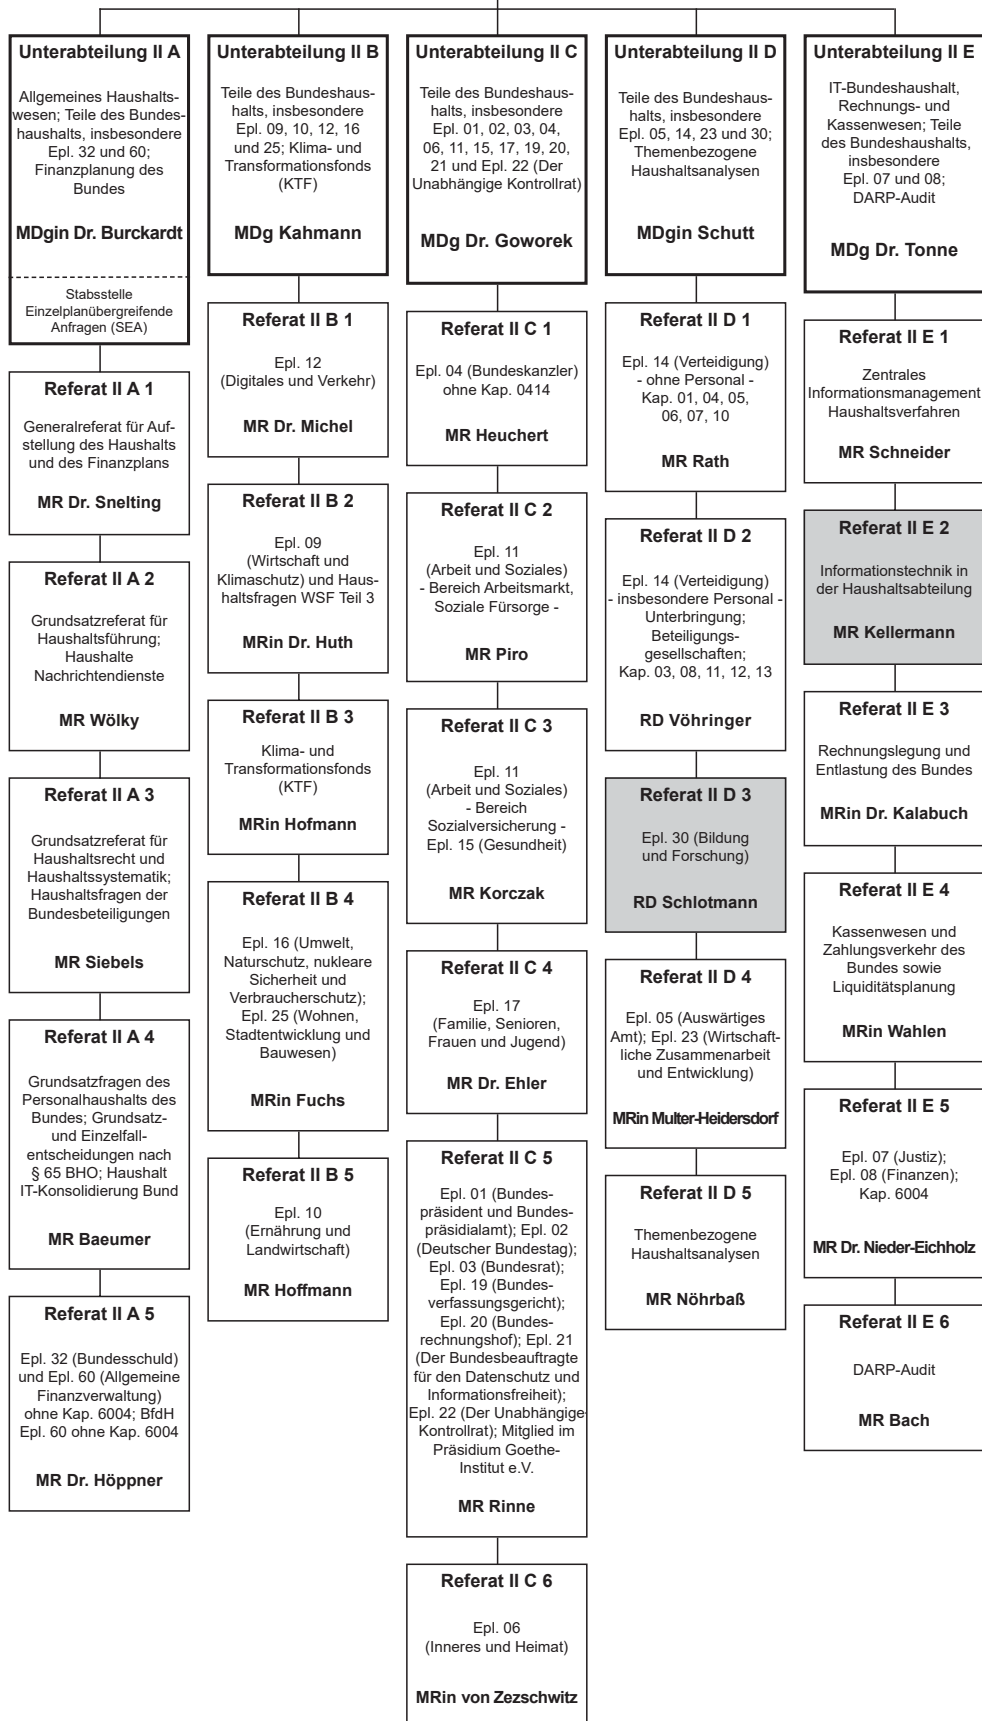 Unterabteilung II A
Allgemeines Haushalts-
wesen; Teile des Bundes-
haushalts, insbesondere
Epl. 32 und 60;
Finanzplanung des
Bundes
MDgin Dr. Burckardt
Stabsstelle
Einzelplanübergreifende
Anfragen (SEA)
Referat II A 1
Generalreferat für Auf-
stellung des Haushalts
und des Finanzplans
MR Dr. Snelting
Referat II A 2
Grundsatzreferat für
Haushaltsführung;
Haushalte
Nachrichtendienste
MR Wölky
Referat II A 3
Grundsatzreferat für
Haushaltsrecht und
Haushaltssystematik;
Haushaltsfragen der
Bundesbeteiligungen
MR Siebels
Referat II A 4
Grundsatzfragen des
Personalhaushalts des
Bundes; Grundsatz-
und Einzelfall-
entscheidungen nach
§ 65 BHO; Haushalt
IT-Konsolidierung Bund
MR Baeumer
Referat II A 5
Epl. 32 (Bundesschuld)
und Epl. 60 (Allgemeine
Finanzverwaltung)
ohne Kap. 6004; BfdH
Epl. 60 ohne Kap. 6004
MR Dr. Höppner
Unterabteilung II B
Teile des Bundeshaus-
halts, insbesondere
Epl. 09, 10, 12, 16
und 25; Klima- und
Transformationsfonds
(KTF)
MDg Kahmann
Referat II B 1
Epl. 12
(Digitales und Verkehr)
MR Dr. Michel
Referat II B 2
Epl. 09
(Wirtschaft und
Klimaschutz) und Haus-
haltsfragen WSF Teil 3
MRin Dr. Huth
Referat II B 3
Klima- und
Transformationsfonds
(KTF)
MRin Hofmann
Referat II B 4
Epl. 16 (Umwelt,
Naturschutz, nukleare
Sicherheit und
Verbraucherschutz);
Epl. 25 (Wohnen,
Stadtentwicklung und
Bauwesen)
MRin Fuchs
Referat II B 5
Epl. 10
(Ernährung und
Landwirtschaft)
MR Hoffmann
Unterabteilung II C
Teile des Bundeshaus-
halts, insbesondere
Epl. 01, 02, 03, 04,
06, 11, 15, 17, 19, 20,
21 und Epl. 22 (Der
Unabhängige Kontrollrat)
MDg Dr. Goworek
Referat II C 1
Epl. 04 (Bundeskanzler)
ohne Kap. 0414
MR Heuchert
Referat II C 2
Epl. 11
(Arbeit und Soziales)
- Bereich Arbeitsmarkt,
Soziale Fürsorge -
MR Piro
Referat II C 3
Epl. 11
(Arbeit und Soziales)
- Bereich
Sozialversicherung -
Epl. 15 (Gesundheit)
MR Korczak
Referat II C 4
Epl. 17
(Familie, Senioren,
Frauen und Jugend)
MR Dr. Ehler
Referat II C 5
Epl. 01 (Bundes-
präsident und Bundes-
präsidialamt); Epl. 02
(Deutscher Bundestag);
Epl. 03 (Bundesrat);
Epl. 19 (Bundes-
verfassungsgericht);
Epl. 20 (Bundes-
rechnungshof); Epl. 21
(Der Bundesbeauftragte
für den Datenschutz und
Informationsfreiheit);
Epl. 22 (Der Unabhängige
Kontrollrat); Mitglied im
Präsidium Goethe-
Institut e.V.
MR Rinne
Referat II C 6
Epl. 06
(Inneres und Heimat)
MRin von Zezschwitz
Unterabteilung II D
Teile des Bundeshaus-
halts, insbesondere
Epl. 05, 14, 23 und 30;
Themenbezogene
Haushaltsanalysen
MDgin Schutt
Referat II D 1
Epl. 14 (Verteidigung)
- ohne Personal -
Kap. 01, 04, 05,
06, 07, 10
MR Rath
Referat II D 2
Epl. 14 (Verteidigung)
- insbesondere Personal -
Unterbringung;
Beteiligungs-
gesellschaften;
Kap. 03, 08, 11, 12, 13
RD Vöhringer
Referat II D 3
Epl. 30 (Bildung
und Forschung)
RD Schlotmann
Referat II D 4
Epl. 05 (Auswärtiges
Amt); Epl. 23 (Wirtschaft-
liche Zusammenarbeit
und Entwicklung)
MRin Multer-Heidersdorf
Referat II D 5
Themenbezogene
Haushaltsanalysen
MR Nöhrbaß
Unterabteilung II E
IT-Bundeshaushalt,
Rechnungs- und
Kassenwesen; Teile
des Bundeshaushalts,
insbesondere
Epl. 07 und 08;
DARP-Audit
MDg Dr. Tonne
Referat II E 1
Zentrales
Informationsmanagement
Haushaltsverfahren
MR Schneider
Referat II E 2
Informationstechnik in
der Haushaltsabteilung
MR Kellermann
Referat II E 3
Rechnungslegung und
Entlastung des Bundes
MRin Dr. Kalabuch
Referat II E 4
Kassenwesen und
Zahlungsverkehr des
Bundes sowie
Liquiditätsplanung
MRin Wahlen
Referat II E 5
Epl. 07 (Justiz);
Epl. 08 (Finanzen);
Kap. 6004
MR Dr. Nieder-Eichholz
Referat II E 6
DARP-Audit
MR Bach